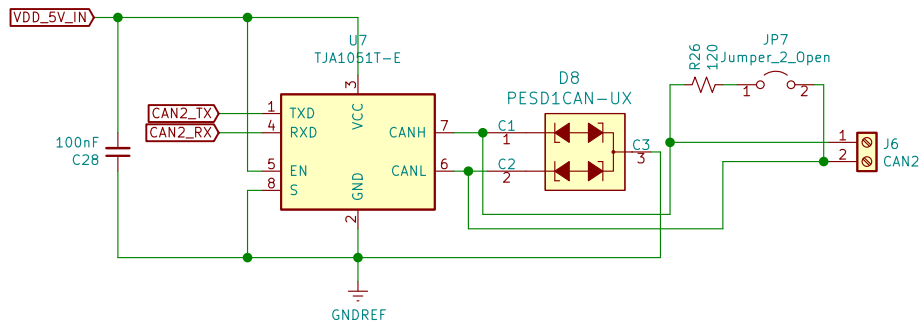 VDD_5V_IN
U7
TJA1051T-E
R26
120
JP7
Jumper_2_Open
D8
PESD1CAN-UX
3
VCC
1 2
CAN2_TX
1
TXD
CAN2_RX
4
RXD
CANH
7
C1
1
C3
3
1
J6
100nF
C28
5
EN
CANL
6
C2
2
2
CAN2
8
S
GND
2
GNDREF